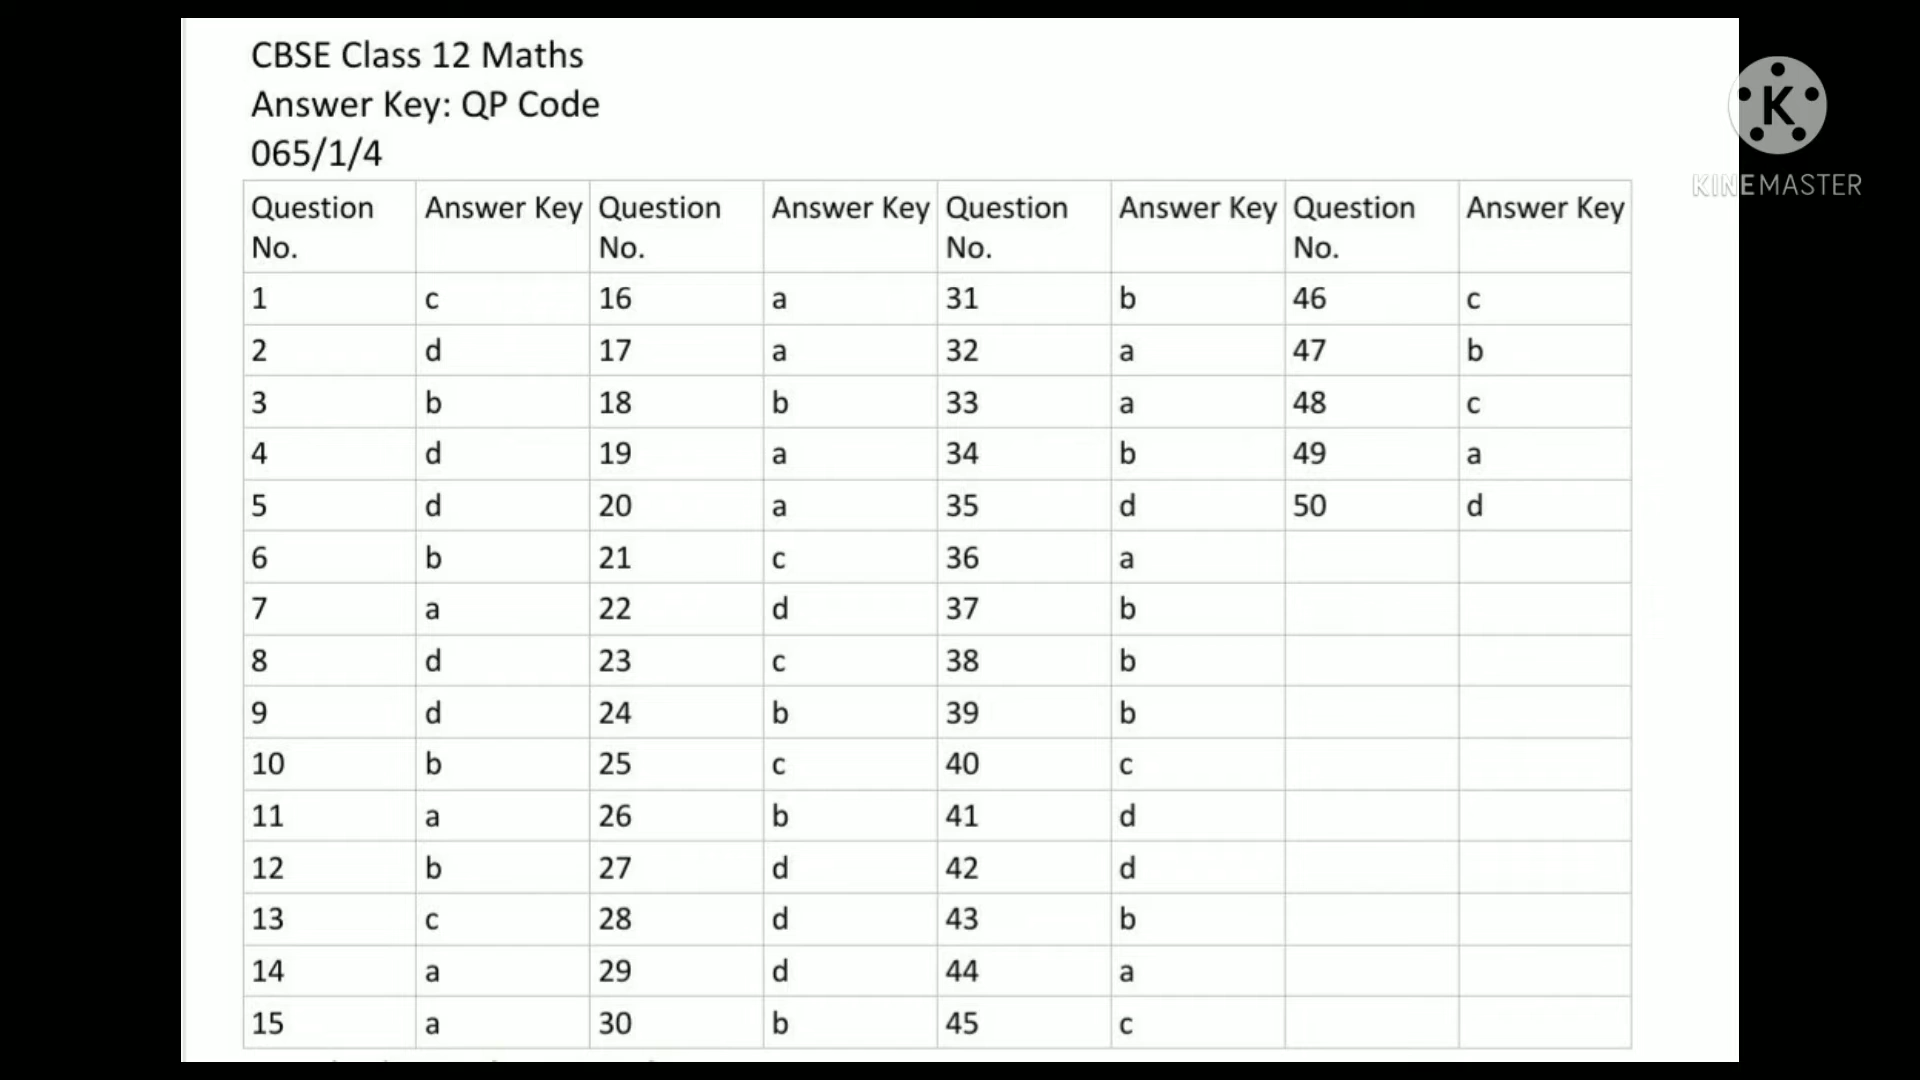 CBSE Class 12 Maths
Answer Key: QP Code
065/1/4
K
KINEMASTER
Question No. Answer Key Question No. Answer Key Question No. Answer Key Question No. Answer Key
1 c 16 a 31 b 46 c
2 d 17 a 32 a 47 b
3 b 18 b 33 a 48 c
4 d 19 a 34 b 49 a
5 d 20 a 35 d 50 d
6 b 21 c 36 a
7 a 22 d 37 b
8 d 23 c 38 b
9 d 24 b 39 b
10 b 25 c 40 c
11 a 26 b 41 d
12 b 27 d 42 d
13 c 28 d 43 b
14 a 29 d 44 a
15 a 30 b 45 c